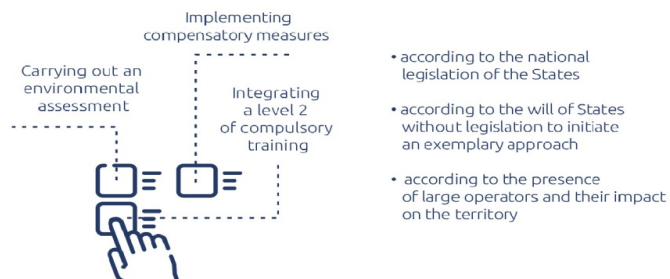 Implementing
compensatory measures
Carrying out an
environmental
assessment
Integrating
a level 2
of compulsory
training
• according to the national
legislation of the States
• according to the will of States
without legislation to initiate
an exemplary approach
• according to the presence
of large operators and their impact
on the territory